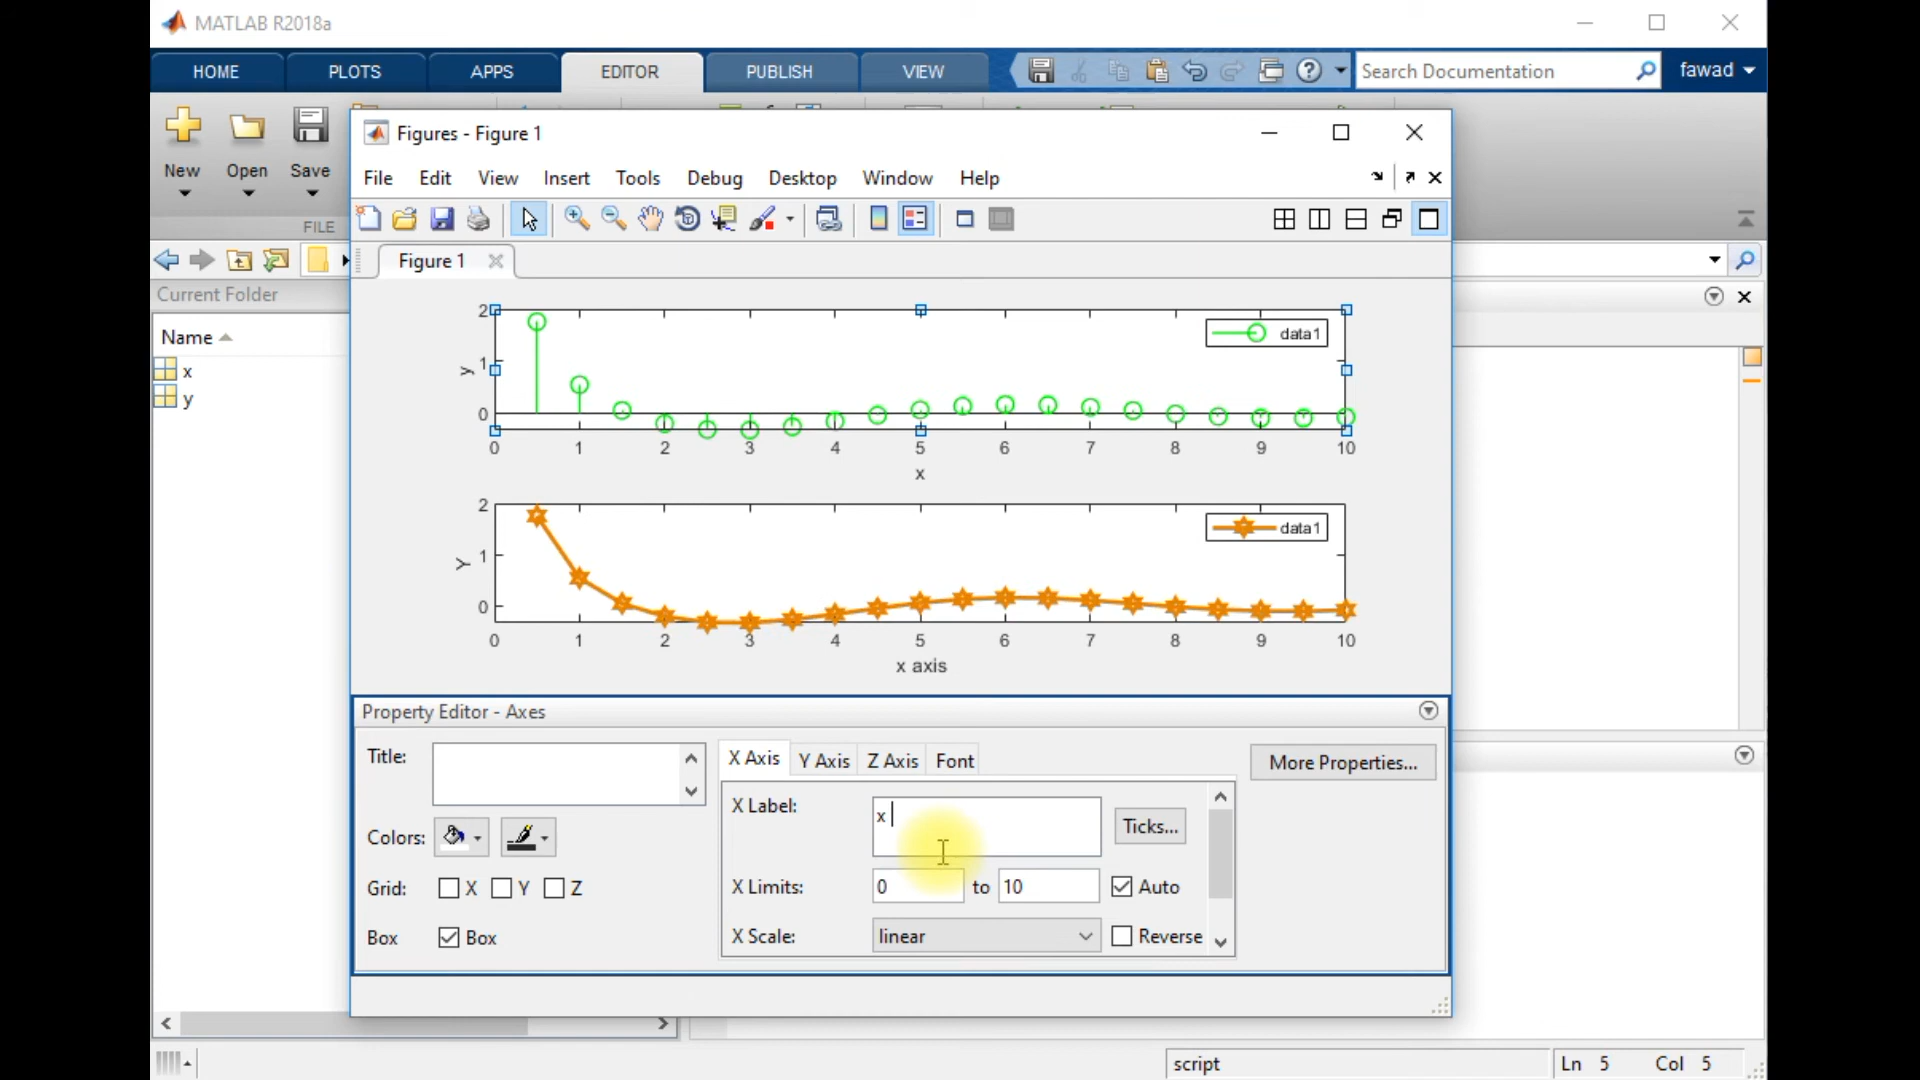 MATLAB R2018a
HOME PLOTS APPS EDITOR PUBLISH VIEW Search Documentation fawad
New Open Save
FILE
Figures - Figure 1
File Edit View Insert Tools Debug Desktop Window Help
Figure 1
Current Folder
Name
x
y
2
1
0
y
data1
0 1 2 3 4 5 6 7 8 9 10
x
2
1
0
Y
data1
0 1 2 3 4 5 6 7 8 9 10
x axis
Property Editor - Axes
Title:
X Axis Y Axis Z Axis Font
More Properties...
X Label: x
Ticks...
Colors:
Grid: X Y Z
X Limits: 0 to 10 Auto
Box Box
X Scale: linear Reverse
script Ln 5 Col 5